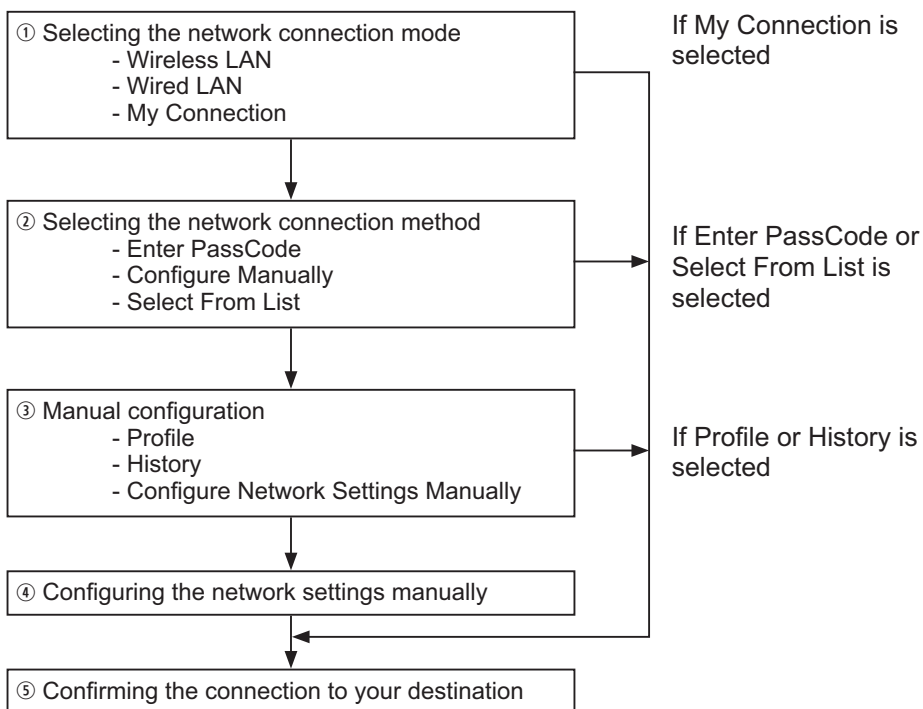 ① Selecting the network connection mode
- Wireless LAN
- Wired LAN
- My Connection
If My Connection is
selected
② Selecting the network connection method
- Enter PassCode
- Configure Manually
- Select From List
If Enter PassCode or
Select From List is
selected
③ Manual configuration
- Profile
- History
- Configure Network Settings Manually
If Profile or History is
selected
④ Configuring the network settings manually
⑤ Confirming the connection to your destination